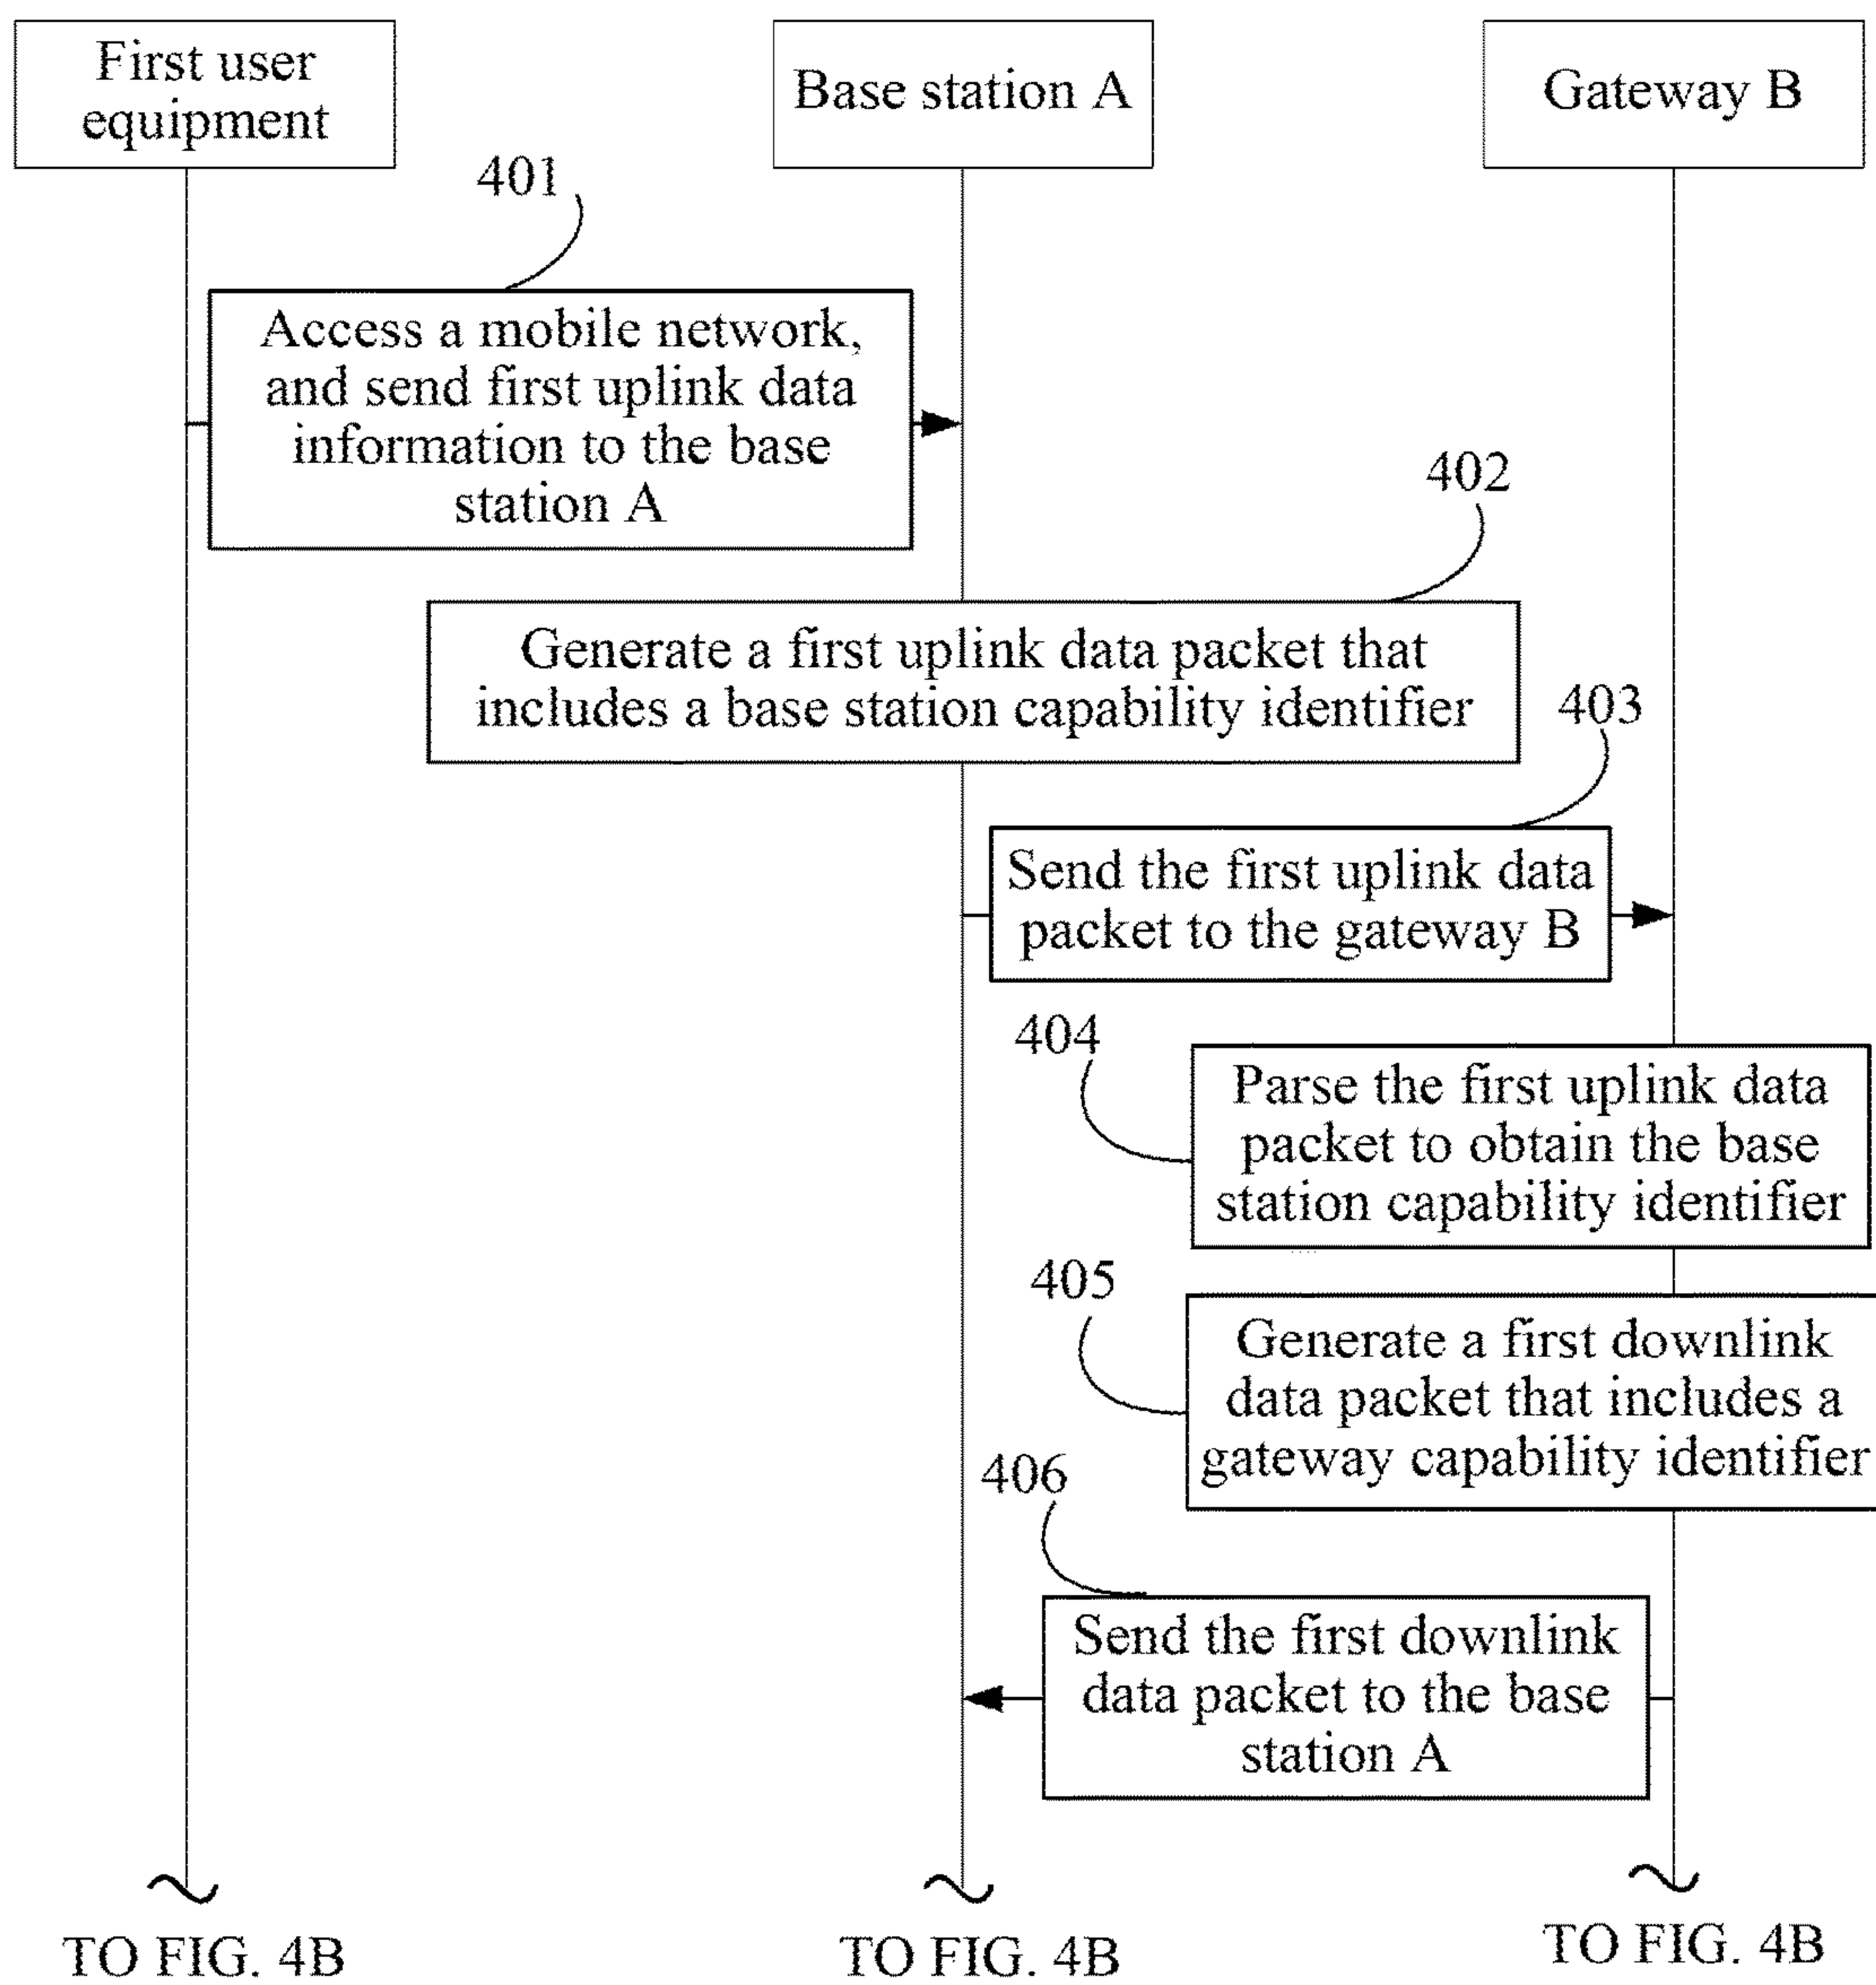 First user
equipment
Base station A
Gateway B
401
Access a mobile network,
and send first uplink data
information to the base
station A
402
Generate a first uplink data packet that
includes a base station capability identifier
403
Send the first uplink data
packet to the gateway B
404
Parse the first uplink data
packet to obtain the base
station capability identifier
405
Generate a first downlink
data packet that includes a
gateway capability identifier
406
Send the first downlink
data packet to the base
station A
TO FIG. 4B
TO FIG. 4B
TO FIG. 4B